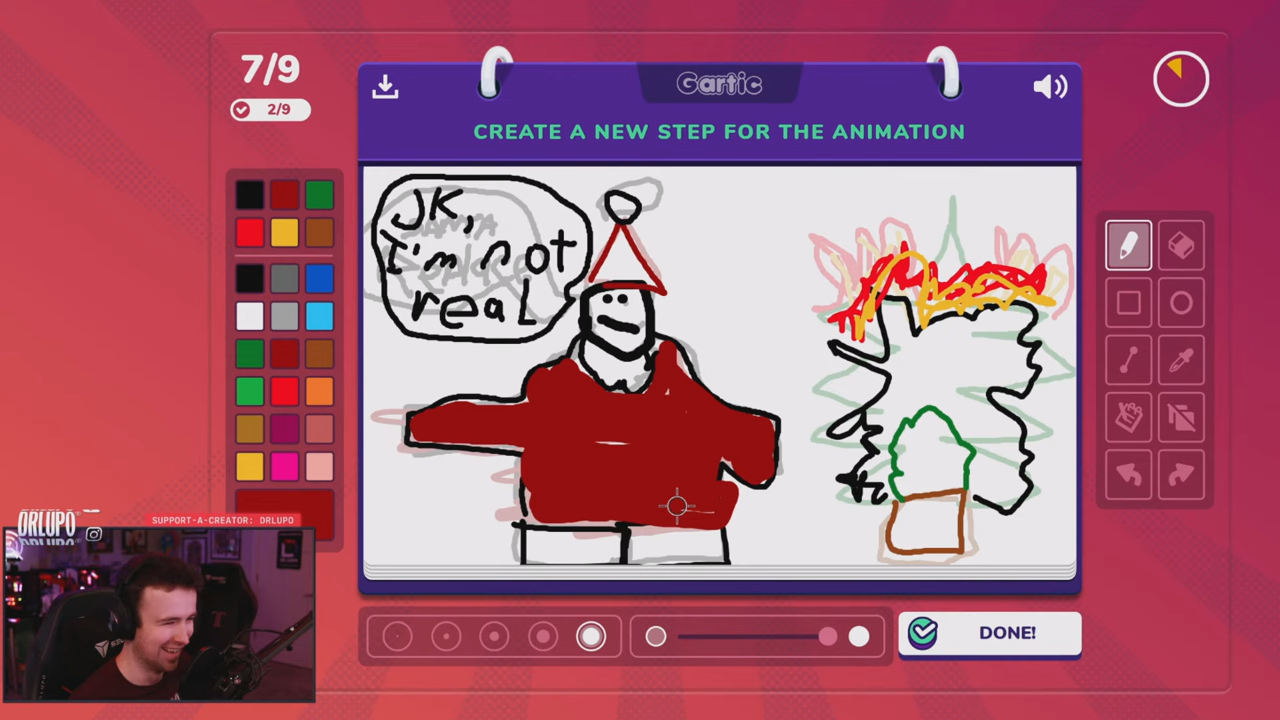 7/9
2/9
Gartic
CREATE A NEW STEP FOR THE ANIMATION
JK,
I'm not
real
DRLUPO
SUPPORT-A-CREATOR: DRLUPO
DONE!